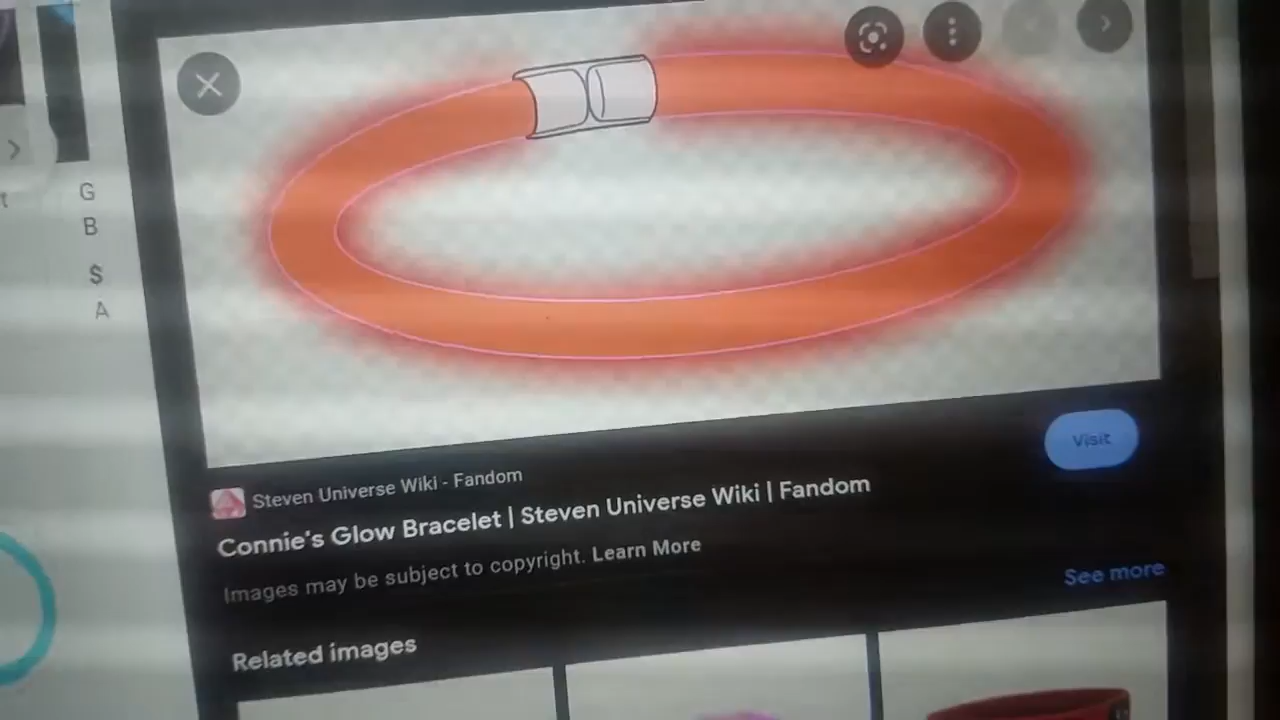 t
G
B
$
A
Steven Universe Wiki - Fandom
Connie's Glow Bracelet | Steven Universe Wiki | Fandom
Visit
Images may be subject to copyright. Learn More
See more
Related images